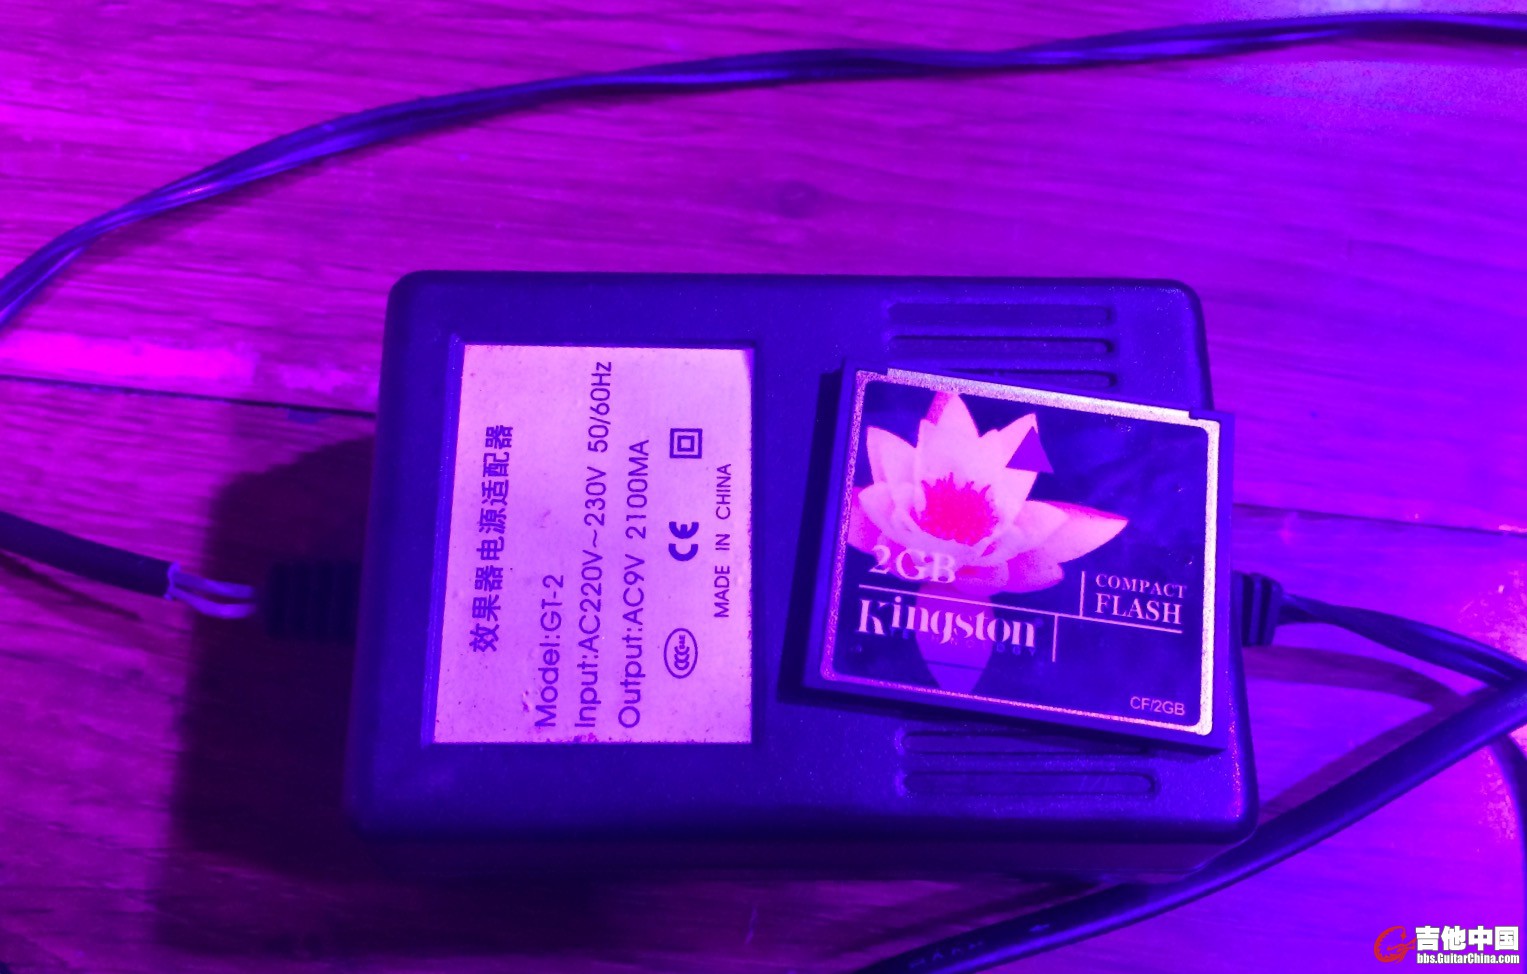 效果器电源适配器
Model:GT-2
Input:AC220V~230V 50/60Hz
Output:AC9V 2100MA
CE
MADE IN CHINA
2GB
Kingston
COMPACT
FLASH
CF/2GB
吉他中国
bbs.GuitarChina.com